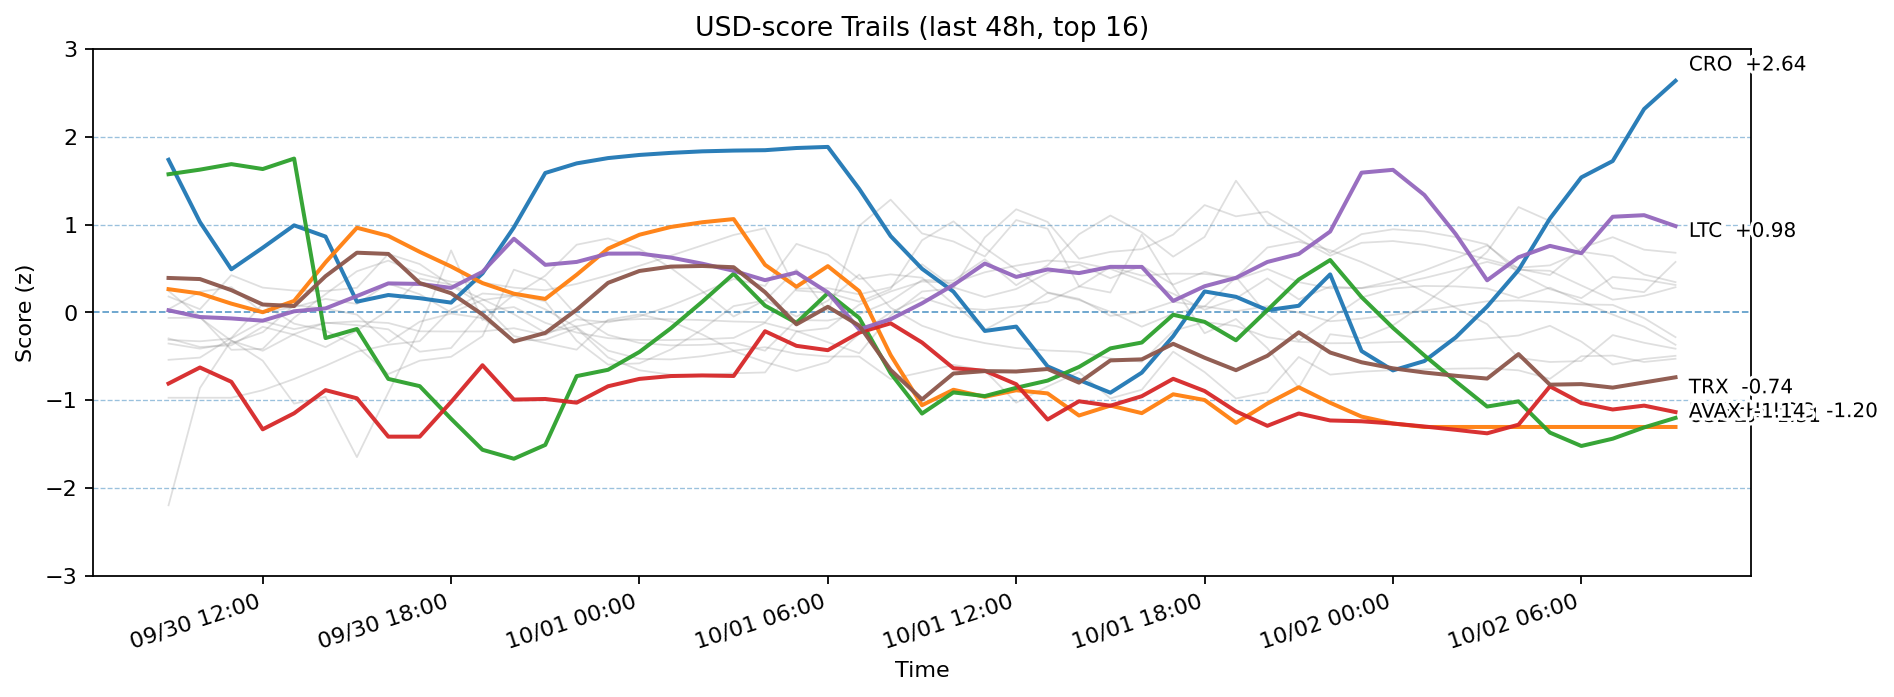 USD-score Trails (last 48h, top 16)
3
2
1
0
−1
−2
−3
Score (z)
CRO +2.64
LTC +0.98
TRX -0.74
AVAX -1.14
-1.20
09/30 12:00
09/30 18:00
10/01 00:00
10/01 06:00
10/01 12:00
10/01 18:00
10/02 00:00
10/02 06:00
Time